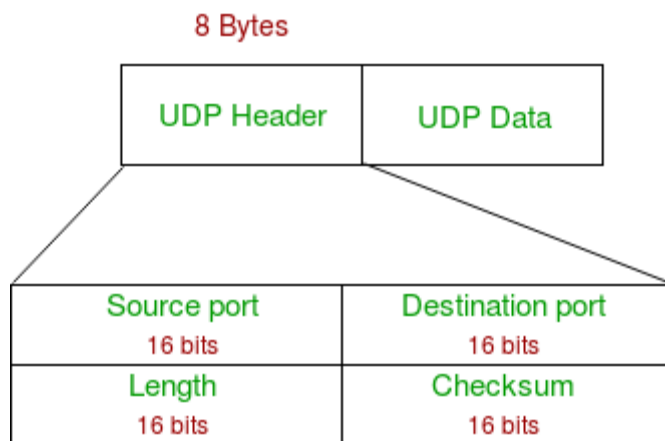 8 Bytes
UDP Header
UDP Data
Source port
16 bits
Destination port
16 bits
Length
16 bits
Checksum
16 bits